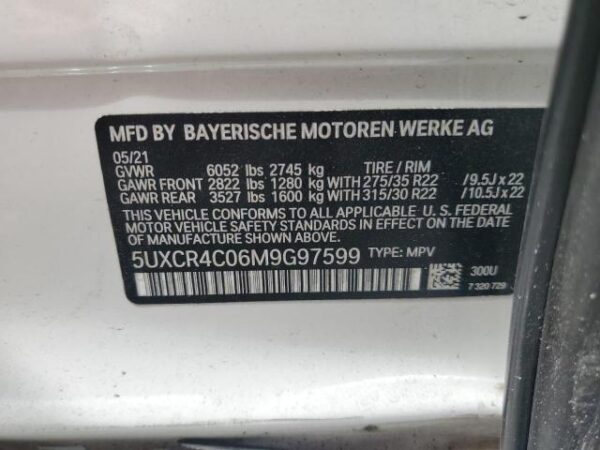 MFD BY BAYERISCHE MOTOREN WERKE AG
05/21
GVWR 6052 lbs 2745 kg TIRE / RIM
GAWR FRONT 2822 lbs 1280 kg WITH 275/35 R22 /9.5J x 22
GAWR REAR 3527 lbs 1600 kg WITH 315/30 R22 /10.5J x 22
THIS VEHICLE CONFORMS TO ALL APPLICABLE U. S. FEDERAL
MOTOR VEHICLE SAFETY STANDARDS IN EFFECT ON THE DATE
OF MANUFACTURE SHOWN ABOVE.
5UXCR4C06M9G97599 TYPE: MPV
300U
7 320 729